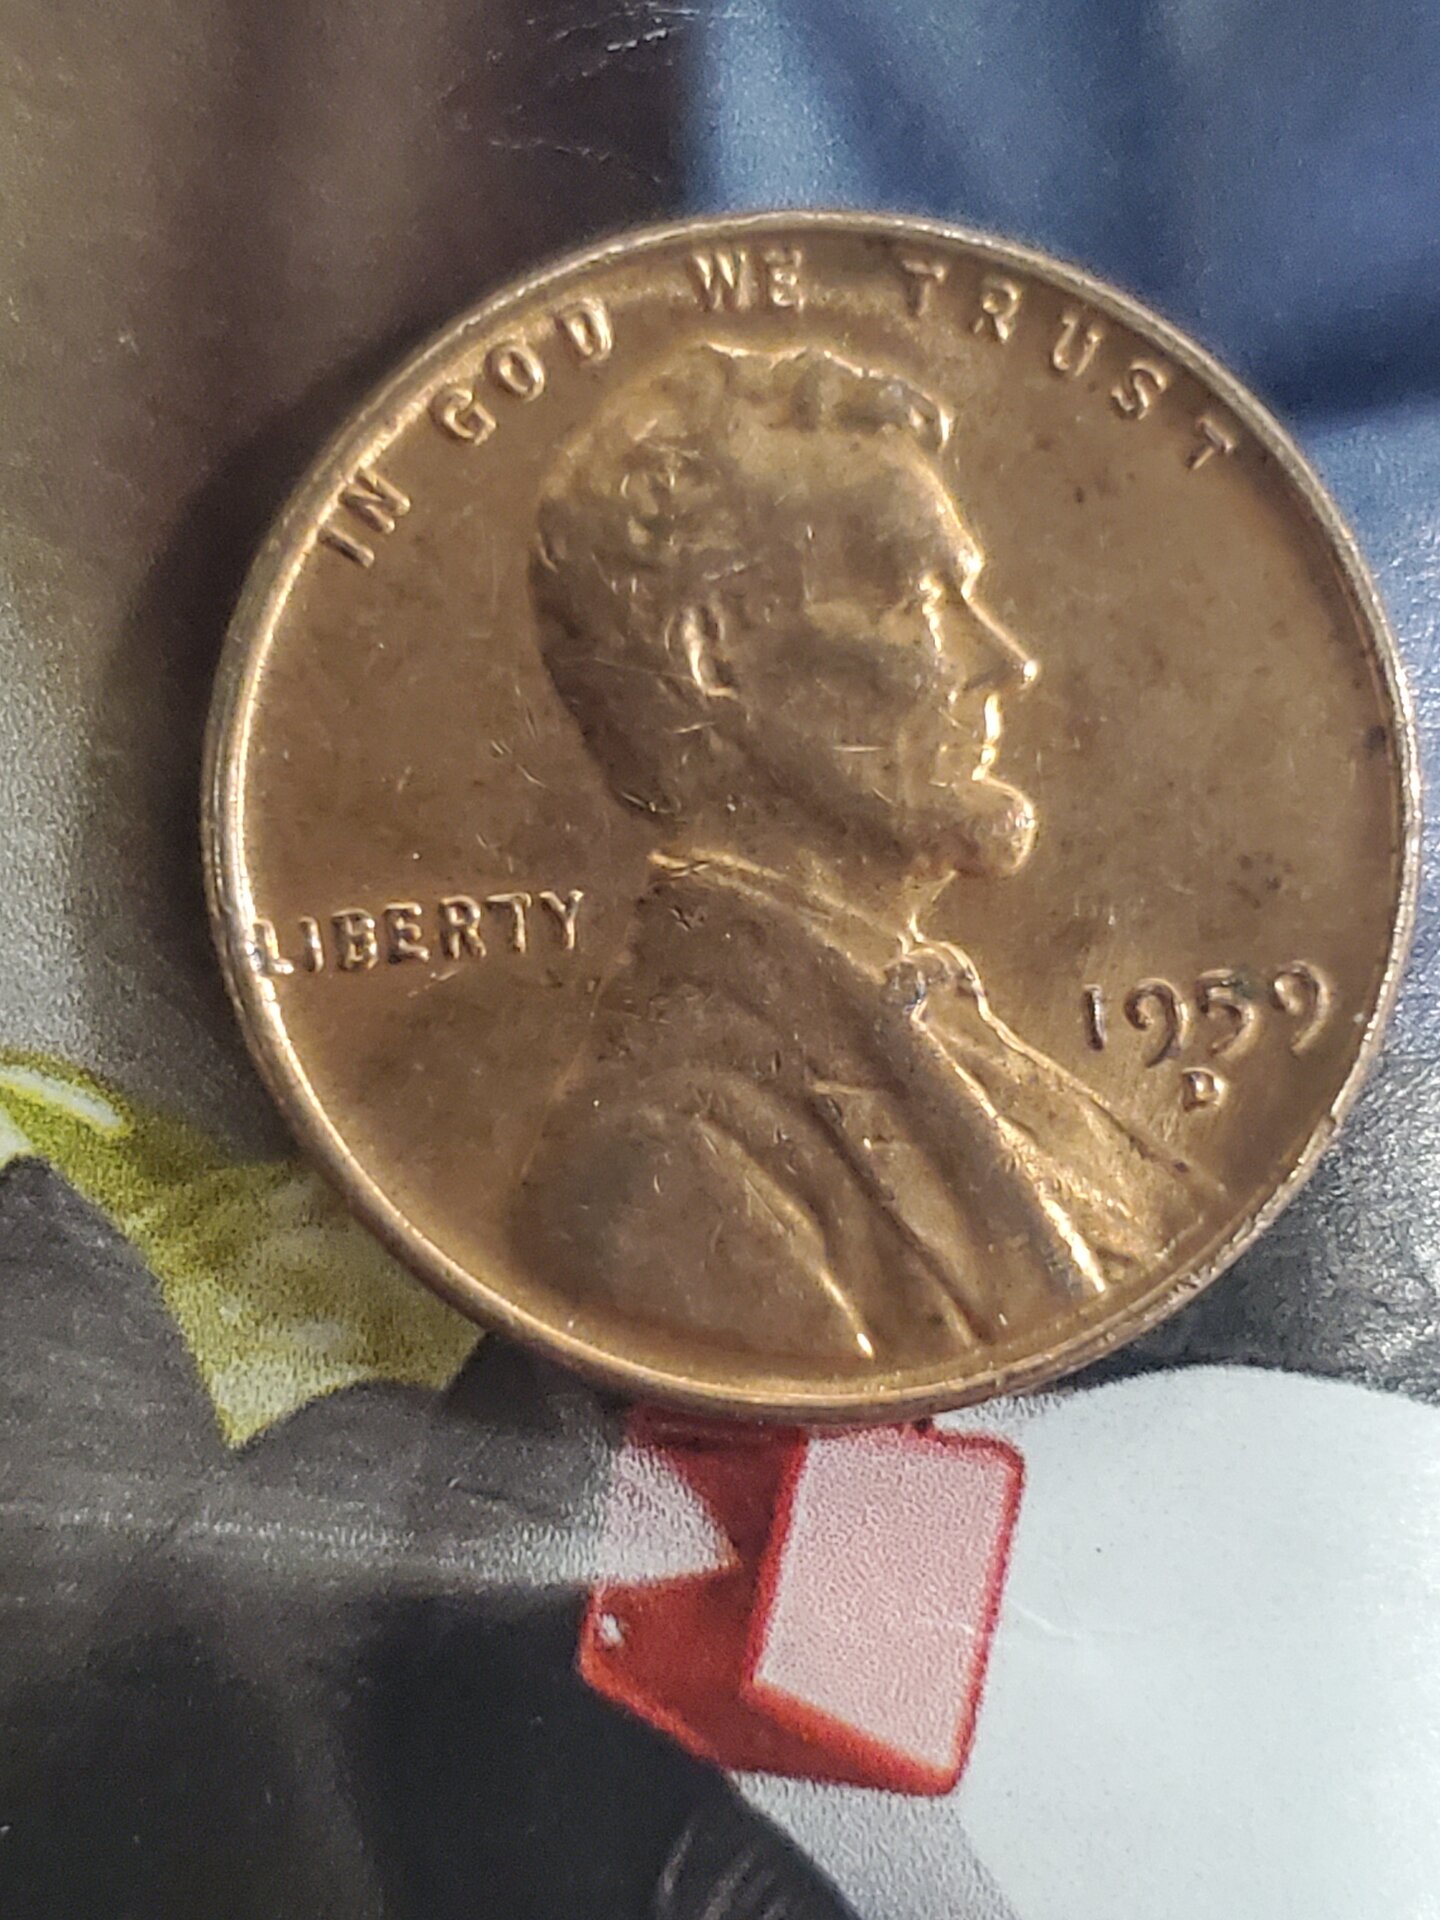 IN GOD WE TRUST
LIBERTY
1959
D